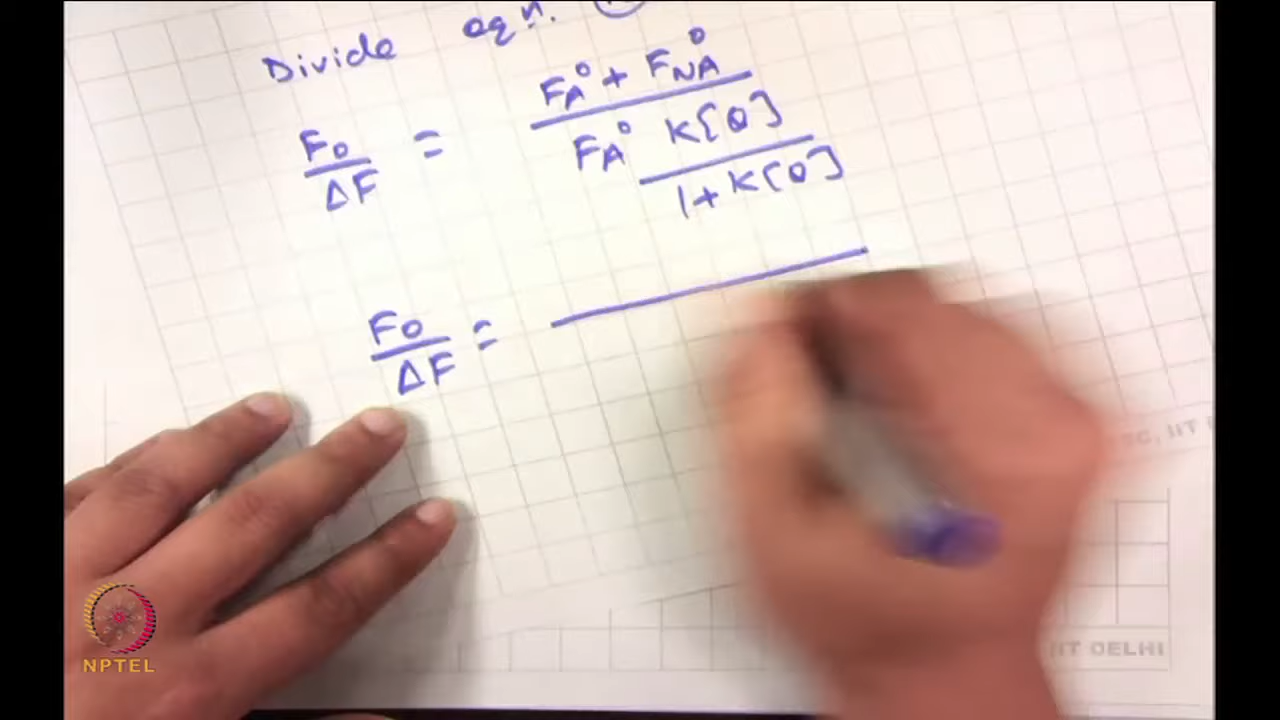 Divide eqn.
F0/ΔF = (FA° + FNA°)/(FA° K[Q]/(1+K[Q]))
F0/ΔF =
IIT DELHI
NPTEL